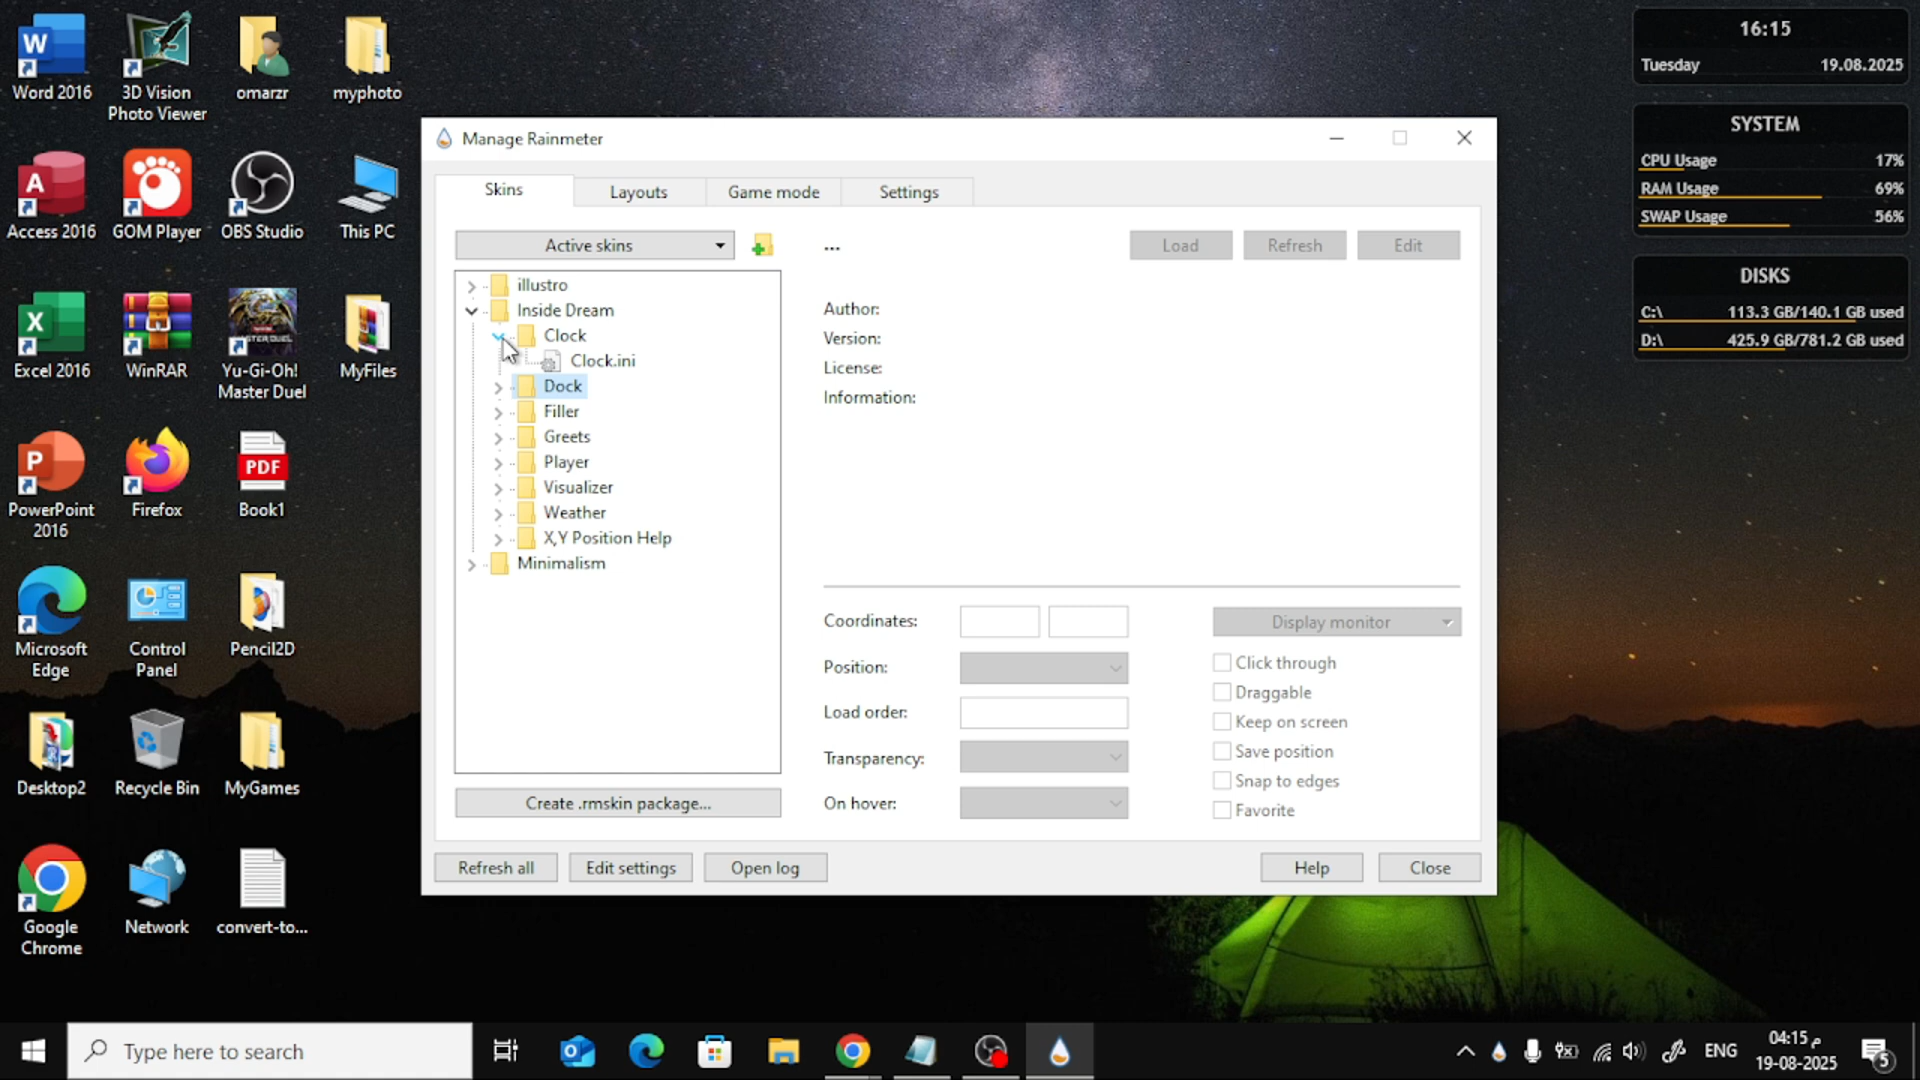 Word 2016
3D Vision
Photo Viewer
omarzr
myphoto
Access 2016
GOM Player
OBS Studio
This PC
Excel 2016
WinRAR
Yu-Gi-Oh!
Master Duel
MyFiles
PowerPoint
2016
Firefox
PDF
Book1
Microsoft
Edge
Control
Panel
Pencil2D
Desktop2
Recycle Bin
MyGames
Google
Chrome
Network
convert-to...
Manage Rainmeter
Skins
Layouts
Game mode
Settings
Active skins
...
Load
Refresh
Edit
illustro
Inside Dream
Clock
Clock.ini
Dock
Filler
Greets
Player
Visualizer
Weather
X,Y Position Help
Minimalism
Create .rmskin package...
Author:
Version:
License:
Information:
Coordinates:
Position:
Load order:
Transparency:
On hover:
Display monitor
Click through
Draggable
Keep on screen
Save position
Snap to edges
Favorite
Refresh all
Edit settings
Open log
Help
Close
16:15
Tuesday 19.08.2025
SYSTEM
CPU Usage 17%
RAM Usage 69%
SWAP Usage 56%
DISKS
C:\ 113.3 GB/140.1 GB used
D:\ 425.9 GB/781.2 GB used
Type here to search
ENG
04:15 م
19-08-2025
5